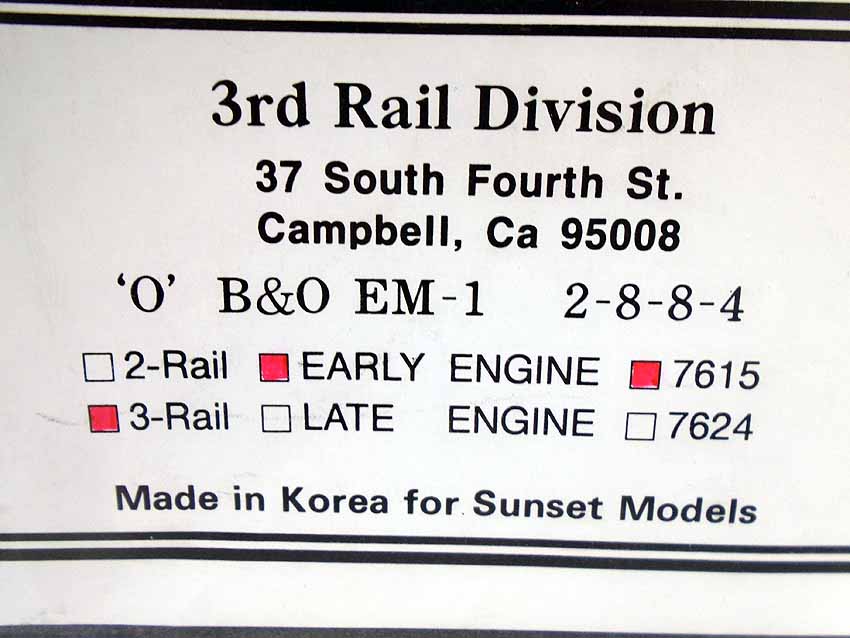 3rd Rail Division
37 South Fourth St.
Campbell, Ca 95008
‘O’ B&O EM-1 2-8-8-4
2-Rail EARLY ENGINE 7615
3-Rail LATE ENGINE 7624
Made in Korea for Sunset Models